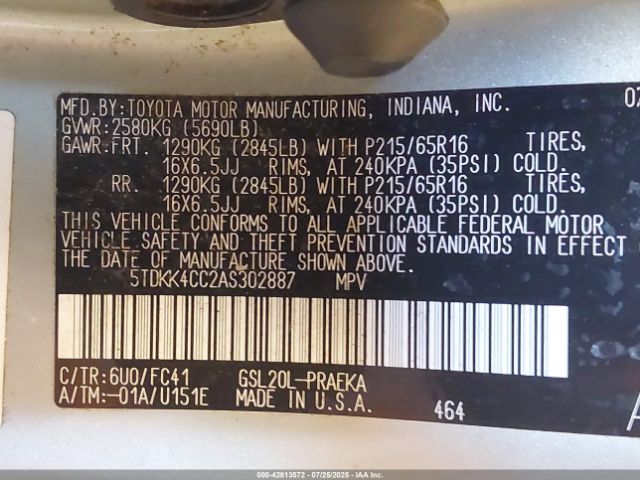 MFD.BY:TOYOTA MOTOR MANUFACTURING, INDIANA, INC. 07
GVWR:2580KG (5690LB)
GAWR:FRT. 1290KG (2845LB) WITH P215/65R16 TIRES,
16X6.5JJ RIMS, AT 240KPA (35PSI) COLD.
RR. 1290KG (2845LB) WITH P215/65R16 TIRES,
16X6.5JJ RIMS, AT 240KPA (35PSI) COLD.
THIS VEHICLE CONFORMS TO ALL APPLICABLE FEDERAL MOTOR
VEHICLE SAFETY AND THEFT PREVENTION STANDARDS IN EFFECT
THE DATE OF MANUFACTURE SHOWN ABOVE.
5TDKK4CC2AS302887 MPV
C/TR:6U0/FC41 GSL20L-PRAEKA
A/TM:-01A/U151E MADE IN U.S.A. 464
000-42813572 - 07/25/2025 - IAAI.COM